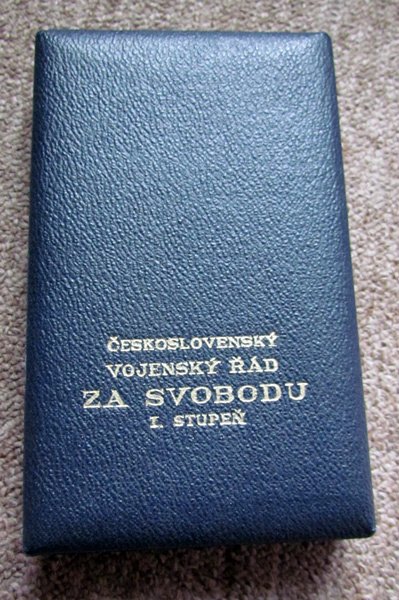 ČESKOSLOVENSKÝ
VOJENSKÝ ŘÁD
ZA SVOBODU
I. STUPEŇ